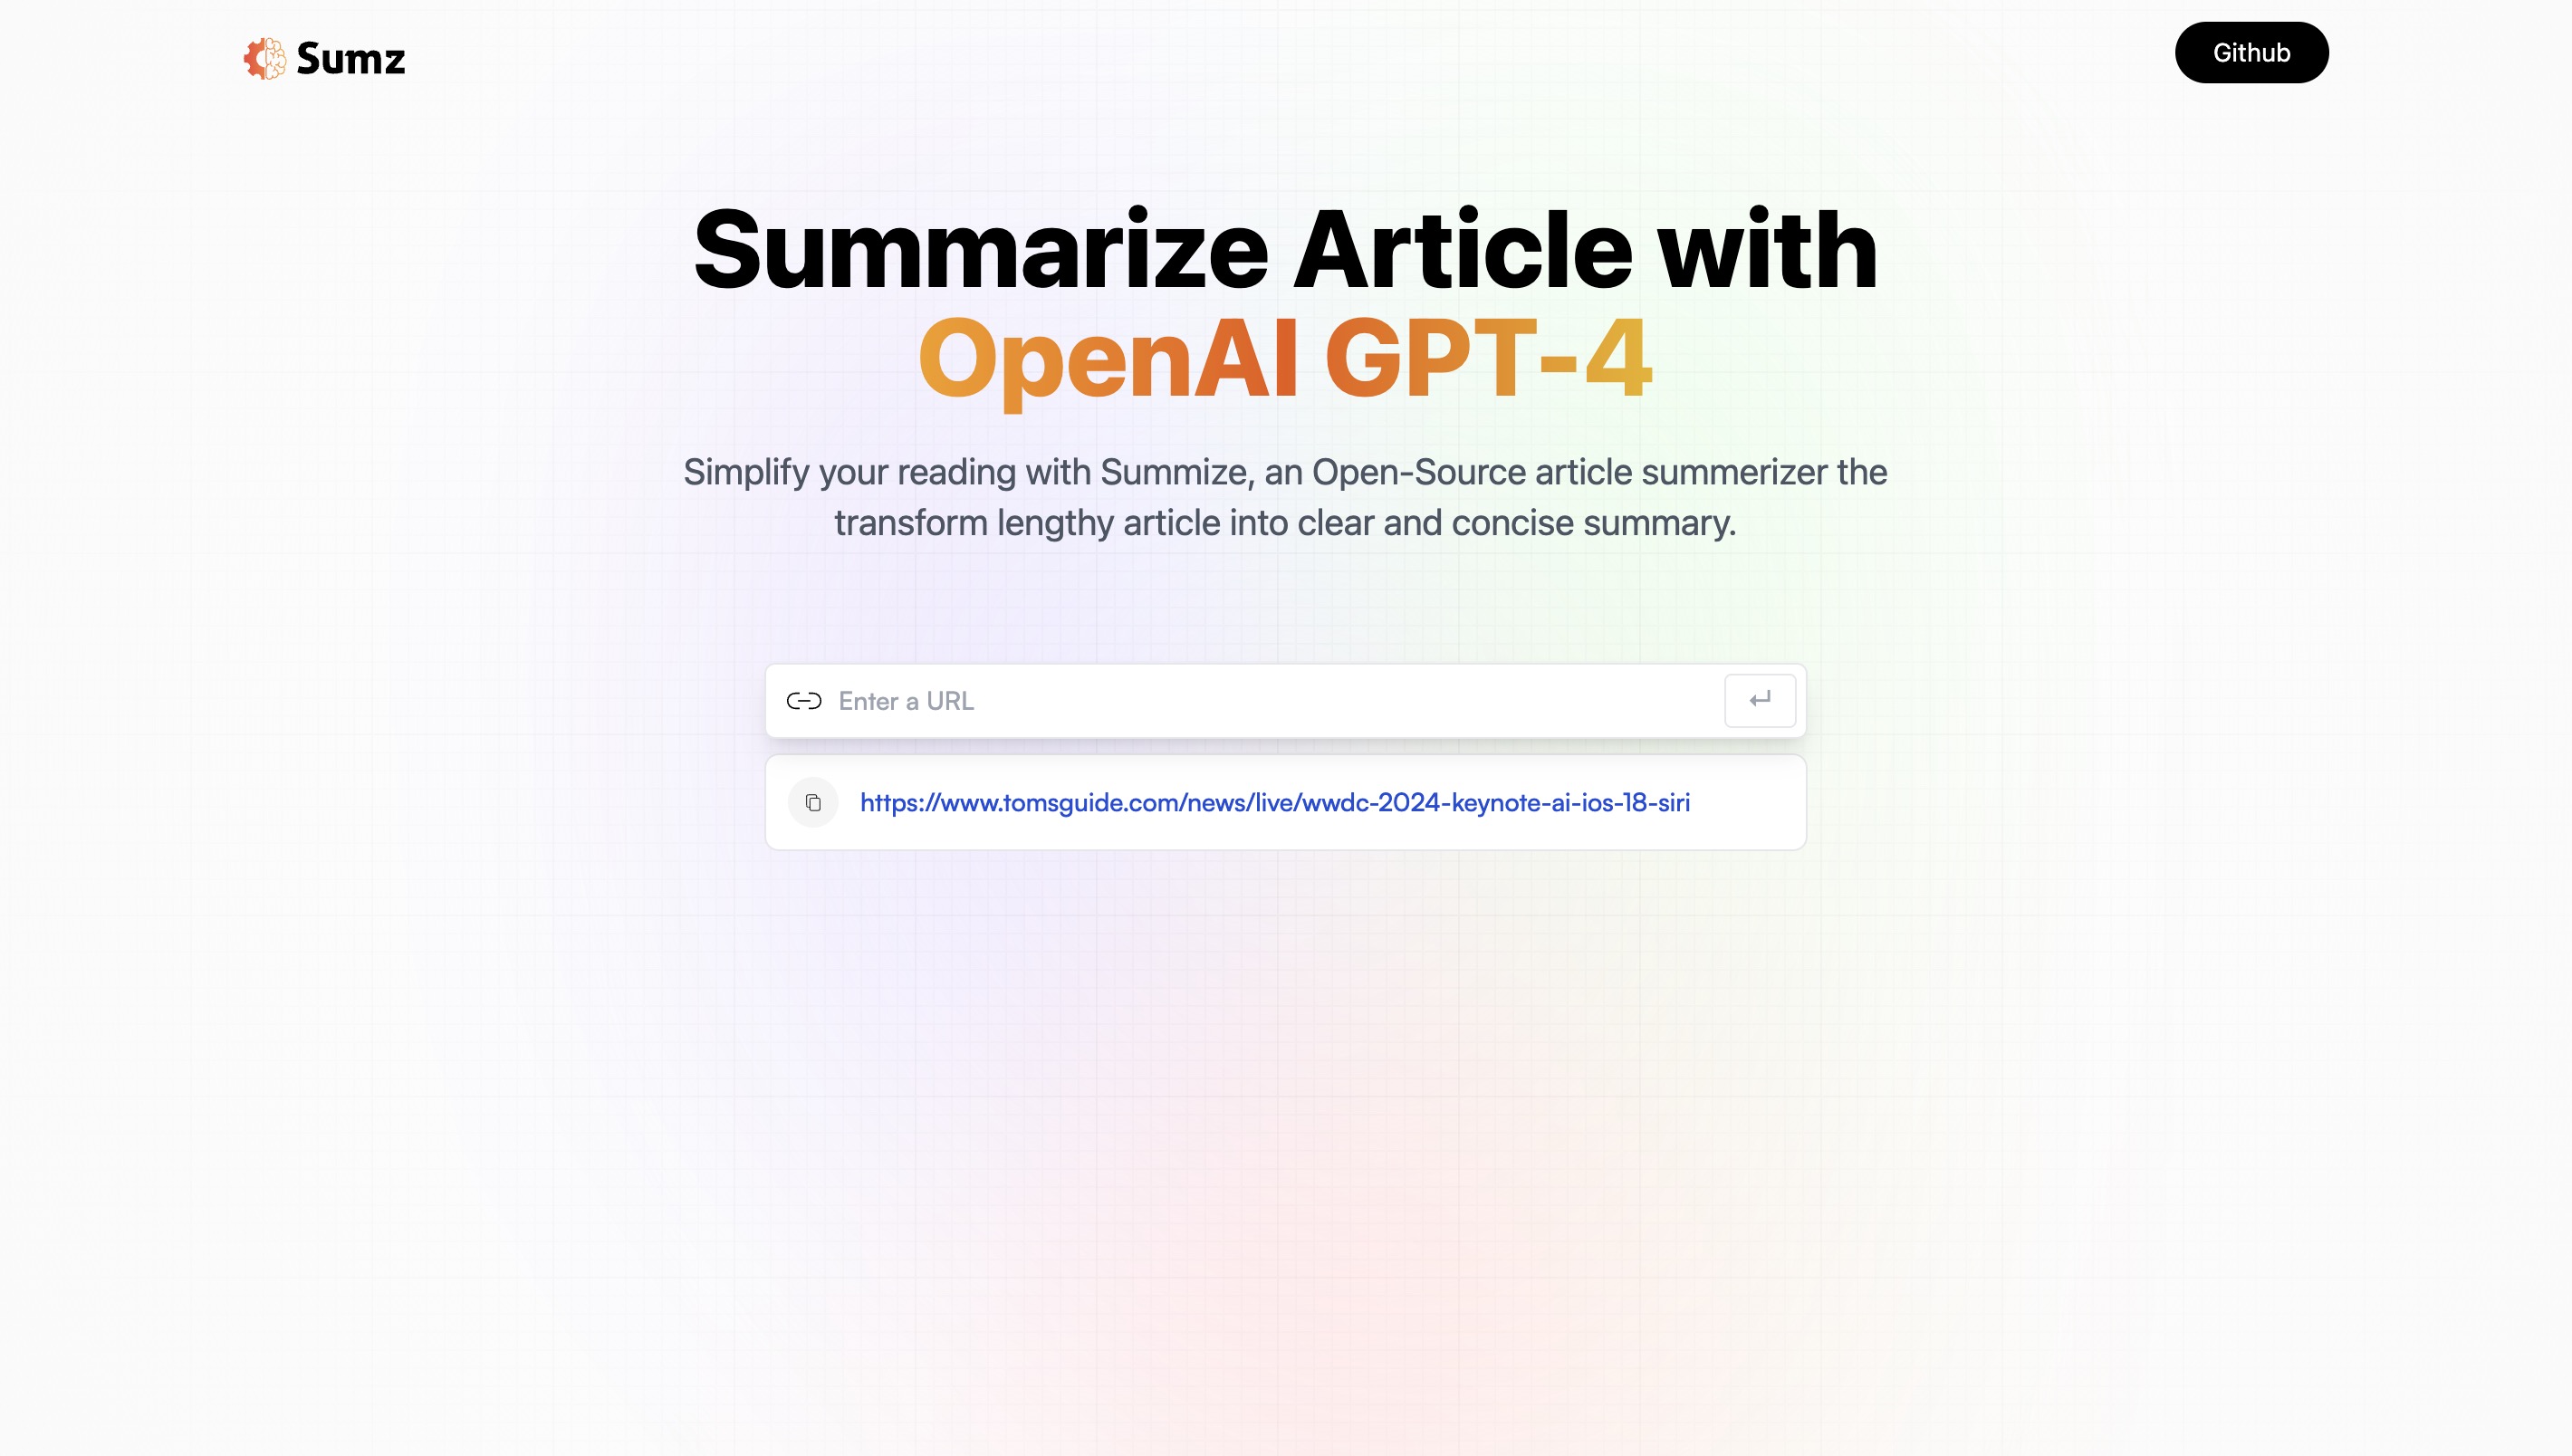 Sumz
Github
Summarize Article with
OpenAI GPT-4
Simplify your reading with Summize, an Open-Source article summerizer the
transform lengthy article into clear and concise summary.
Enter a URL
https://www.tomsguide.com/news/live/wwdc-2024-keynote-ai-ios-18-siri